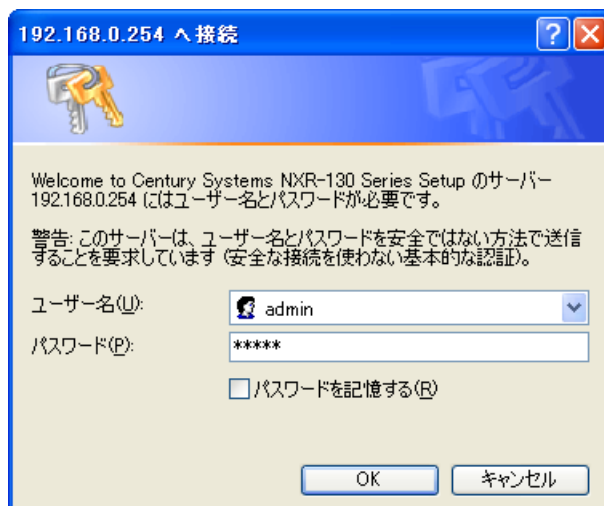 192.168.0.254 へ接続
Welcome to Century Systems NXR-130 Series Setup のサーバー
192.168.0.254 にはユーザー名とパスワードが必要です。
警告: このサーバーは、ユーザー名とパスワードを安全ではない方法で送信
することを要求しています (安全な接続を使わない基本的な認証)。
ユーザー名(U):
admin
パスワード(P):
*****
パスワードを記憶する(R)
OK
キャンセル